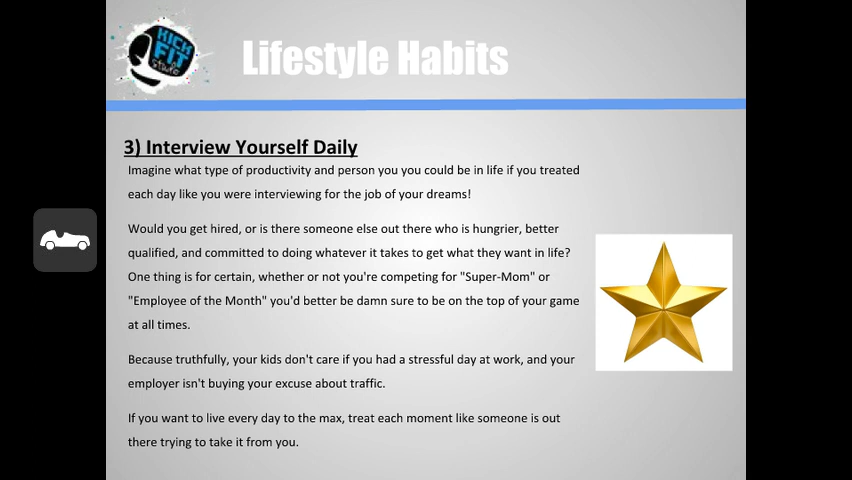 KICK
FIT
Lifestyle Habits
3) Interview Yourself Daily
Imagine what type of productivity and person you you could be in life if you treated
each day like you were interviewing for the job of your dreams!
Would you get hired, or is there someone else out there who is hungrier, better
qualified, and committed to doing whatever it takes to get what they want in life?
One thing is for certain, whether or not you're competing for "Super-Mom" or
"Employee of the Month" you'd better be damn sure to be on the top of your game
at all times.
Because truthfully, your kids don't care if you had a stressful day at work, and your
employer isn't buying your excuse about traffic.
If you want to live every day to the max, treat each moment like someone is out
there trying to take it from you.